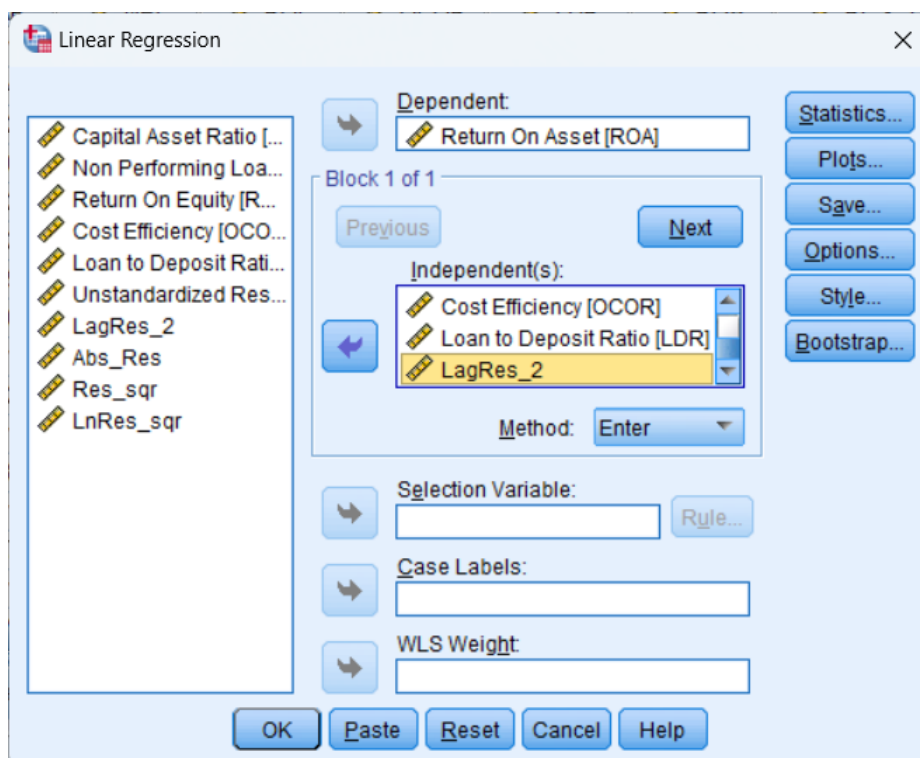 Linear Regression
Capital Asset Ratio [...
Non Performing Loa...
Return On Equity [R...
Cost Efficiency [OCO...
Loan to Deposit Rati...
Unstandardized Res...
LagRes_2
Abs_Res
Res_sqr
LnRes_sqr
Dependent:
Return On Asset [ROA]
Block 1 of 1
Previous
Next
Independent(s):
Cost Efficiency [OCOR]
Loan to Deposit Ratio [LDR]
LagRes_2
Method:
Enter
Selection Variable:
Rule...
Case Labels:
WLS Weight:
Statistics...
Plots...
Save...
Options...
Style...
Bootstrap...
OK
Paste
Reset
Cancel
Help